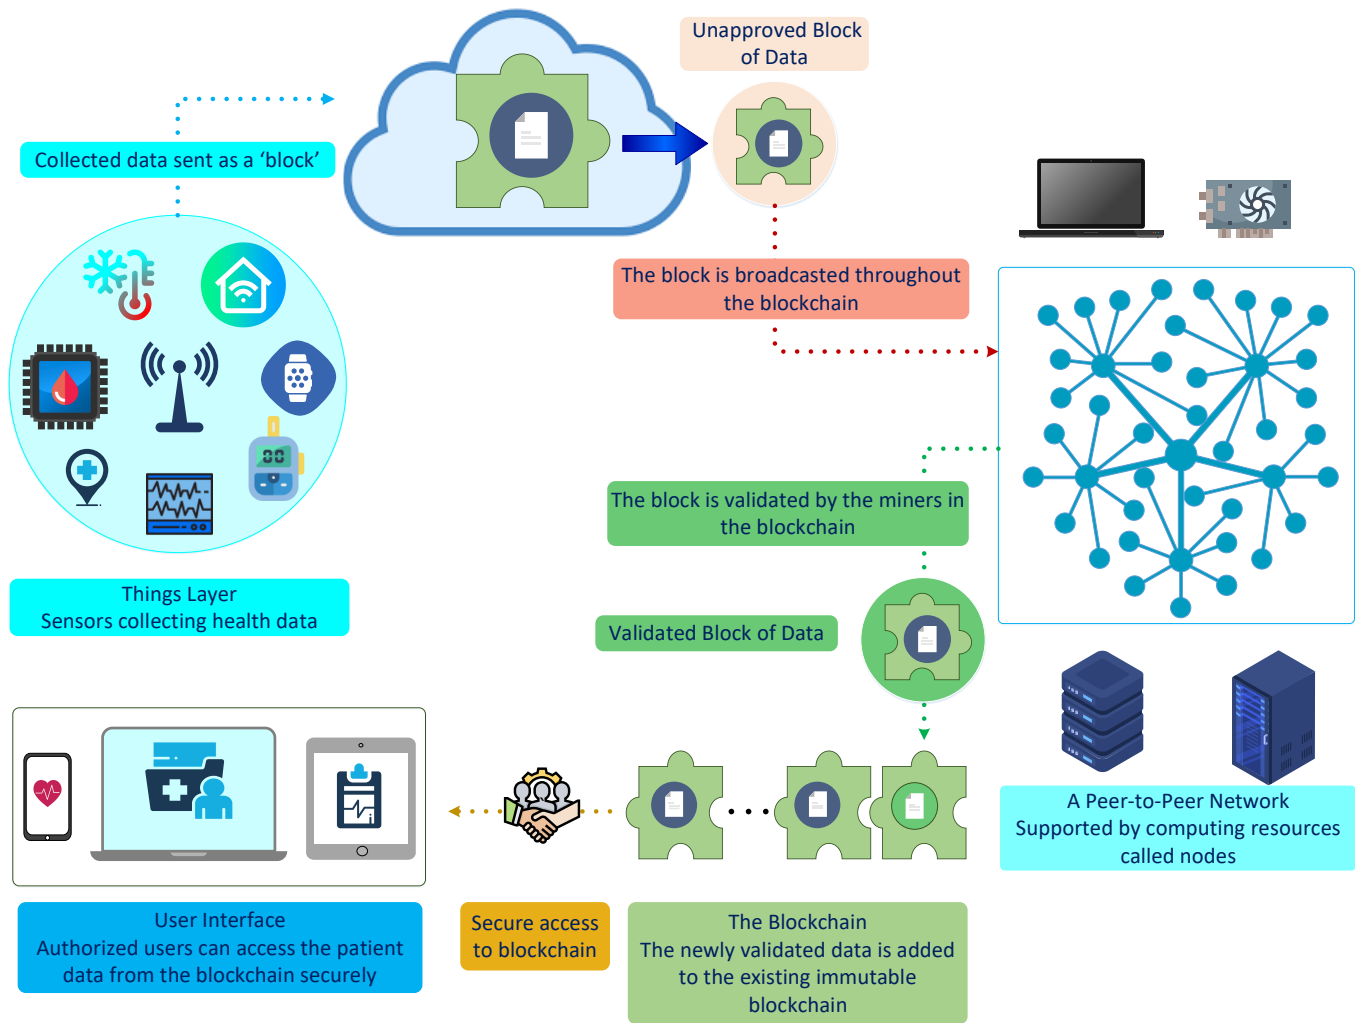 Unapproved Block
of Data
Collected data sent as a ‘block’
The block is broadcasted throughout
the blockchain
The block is validated by the miners in
the blockchain
Things Layer
Sensors collecting health data
Validated Block of Data
A Peer-to-Peer Network
Supported by computing resources
called nodes
User Interface
Authorized users can access the patient
data from the blockchain securely
Secure access
to blockchain
The Blockchain
The newly validated data is added
to the existing immutable
blockchain
00
i